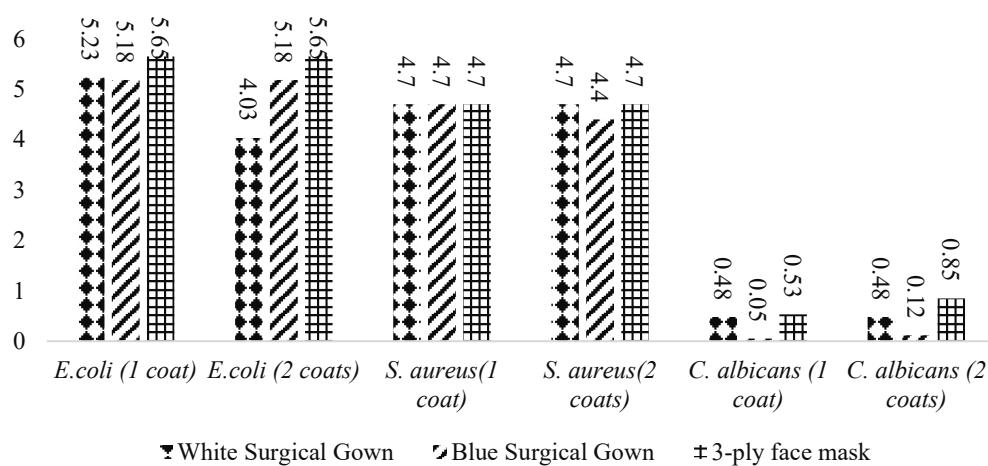 6
5
4
3
2
1
0
5.23
5.18
5.65
4.03
5.18
5.65
4.7
4.7
4.7
4.7
4.4
4.7
0.48
0.05
0.53
0.48
0.12
0.85
E.coli (1 coat)
E.coli (2 coats)
S. aureus(1
coat)
S. aureus(2
coats)
C. albicans (1
coat)
C. albicans (2
coats)
White Surgical Gown
Blue Surgical Gown
3-ply face mask